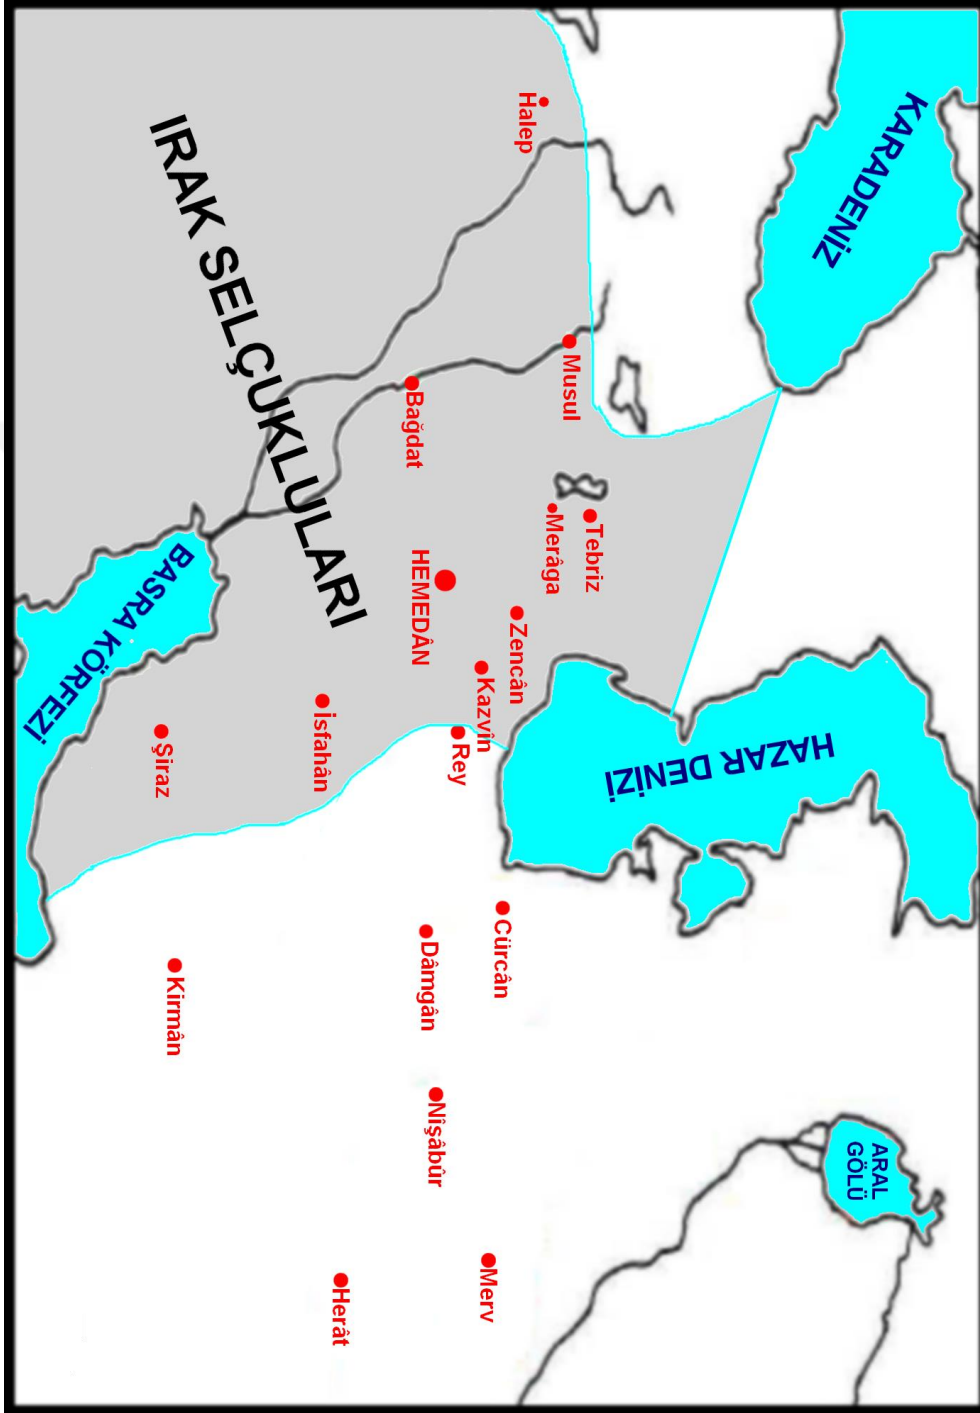 KARADENİZ
Halep
IRAK SELÇUKLULARI
Musul
Bağdat
Tebriz
Merâga
HEMEDÂN
Zencân
Kazvîn
Rey
HAZAR DENİZİ
BASRA KÖRFEZİ
İsfahân
Şiraz
Cürcân
Dâmgân
Kirmân
Nîşâbûr
ARAL
GÖLÜ
Merv
Herât